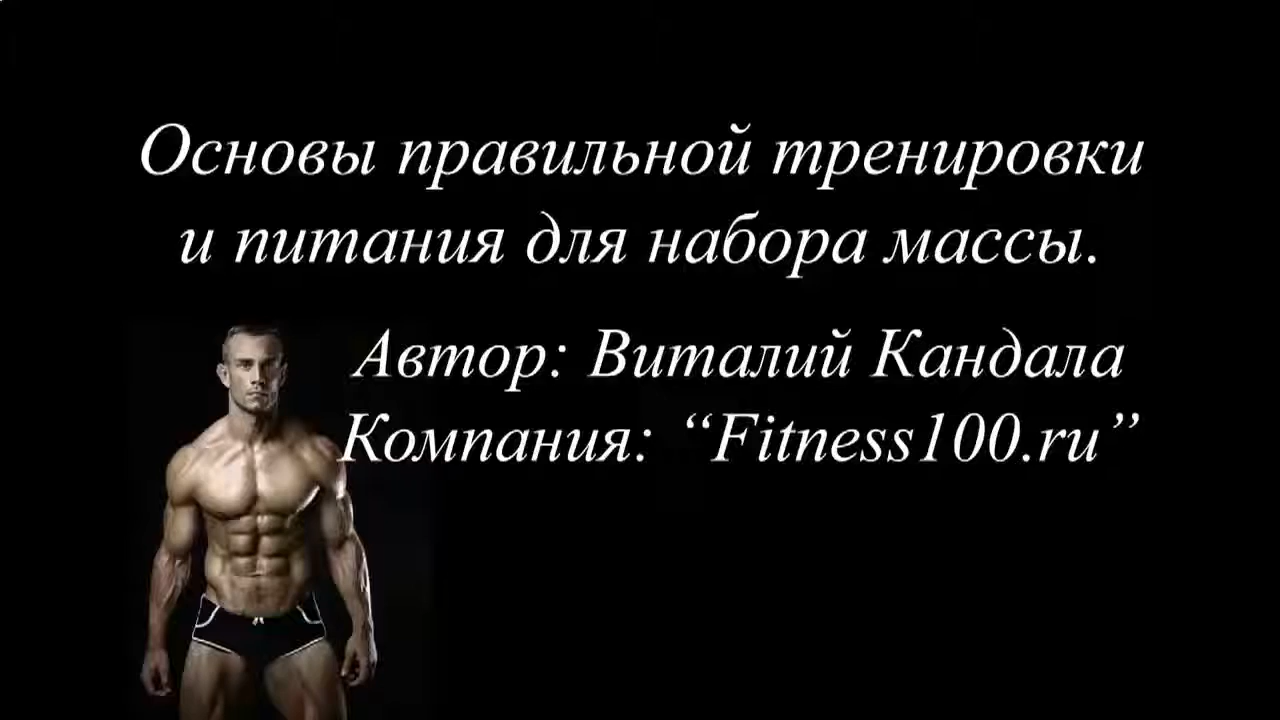 Основы правильной тренировки
и питания для набора массы.
Автор: Виталий Кандала
Компания: “Fitness100.ru”